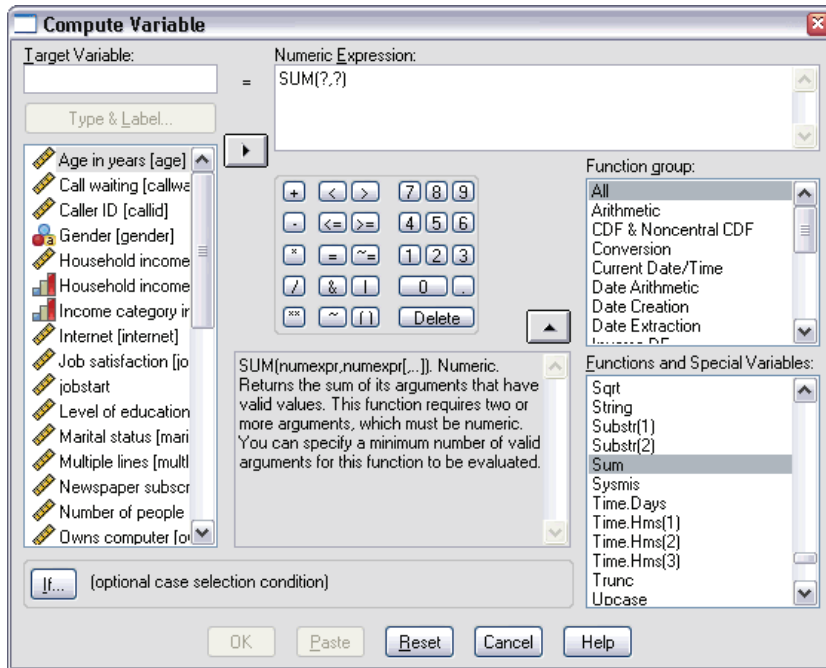 Compute Variable
Target Variable:
Numeric Expression:
=
SUM(?,?)
Type & Label...
Age in years [age]
Call waiting [callwa
Caller ID [callid]
Gender [gender]
Household income
Household income
Income category ir
Internet [internet]
Job satisfaction [jo
jobstart
Level of education
Marital status [mari
Multiple lines [multl
Newspaper subscr
Number of people
Owns computer [o
+ < > 7 8 9
- <= >= 4 5 6
* = ~= 1 2 3
/ & | 0 .
** ~ () Delete
SUM(numexpr,numexpr[,..]). Numeric.
Returns the sum of its arguments that have
valid values. This function requires two or
more arguments, which must be numeric.
You can specify a minimum number of valid
arguments for this function to be evaluated.
Function group:
All
Arithmetic
CDF & Noncentral CDF
Conversion
Current Date/Time
Date Arithmetic
Date Creation
Date Extraction
Inverse DF
Functions and Special Variables:
Sqrt
String
Substr(1)
Substr(2)
Sum
Sysmis
Time.Days
Time.Hms(1)
Time.Hms(2)
Time.Hms(3)
Trunc
Upcase
If... (optional case selection condition)
OK Paste Reset Cancel Help